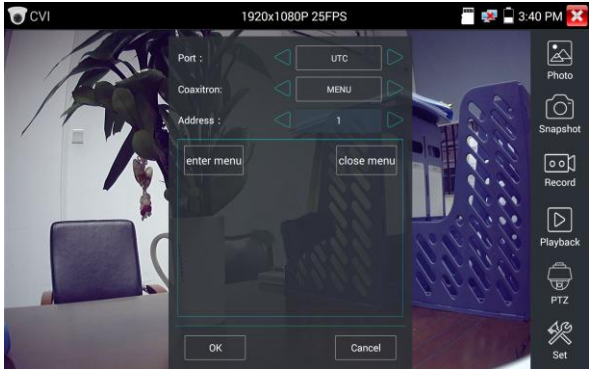 CVI 1920x1080P 25FPS 3:40 PM
Port : UTC
Coaxitron: MENU
Address : 1
enter menu close menu
OK Cancel
Photo
Snapshot
Record
Playback
PTZ
Set